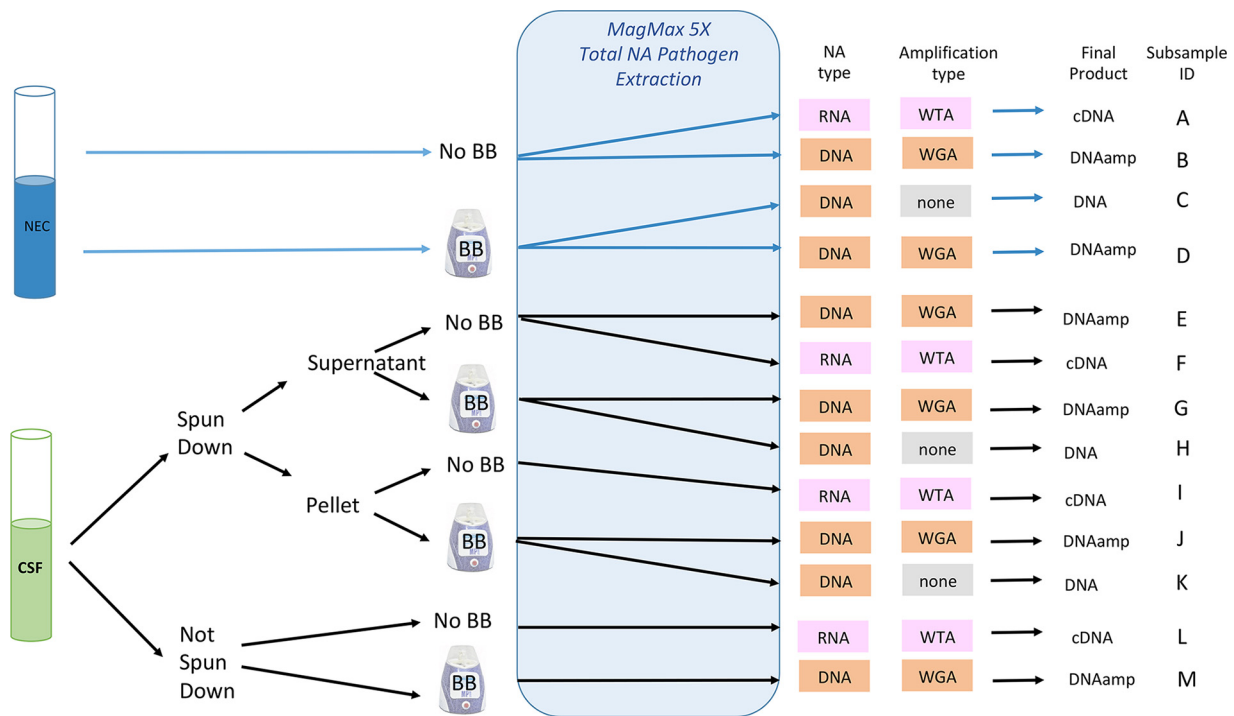 MagMax 5X
Total NA Pathogen
Extraction
NA
type
Amplification
type
Final
Product
Subsample
ID
RNA WTA cDNA A
No BB
DNA WGA DNAamp B
DNA none DNA C
NEC
BB
DNA WGA DNAamp D
No BB
DNA WGA DNAamp E
Supernatant
RNA WTA cDNA F
BB
DNA WGA DNAamp G
Spun
Down
DNA none DNA H
No BB
Pellet
RNA WTA cDNA I
BB
DNA WGA DNAamp J
CSF
DNA none DNA K
No BB
Not
Spun
Down
RNA WTA cDNA L
BB
DNA WGA DNAamp M